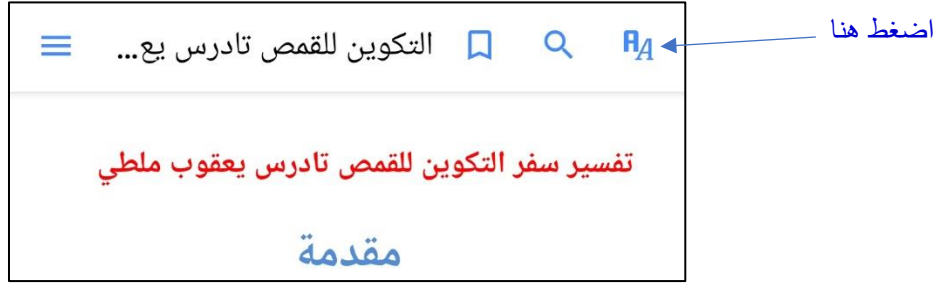 اضغط هنا
التكوين للقمص تادرس يع...
تفسير سفر التكوين للقمص تادرس يعقوب ملطي
مقدمة